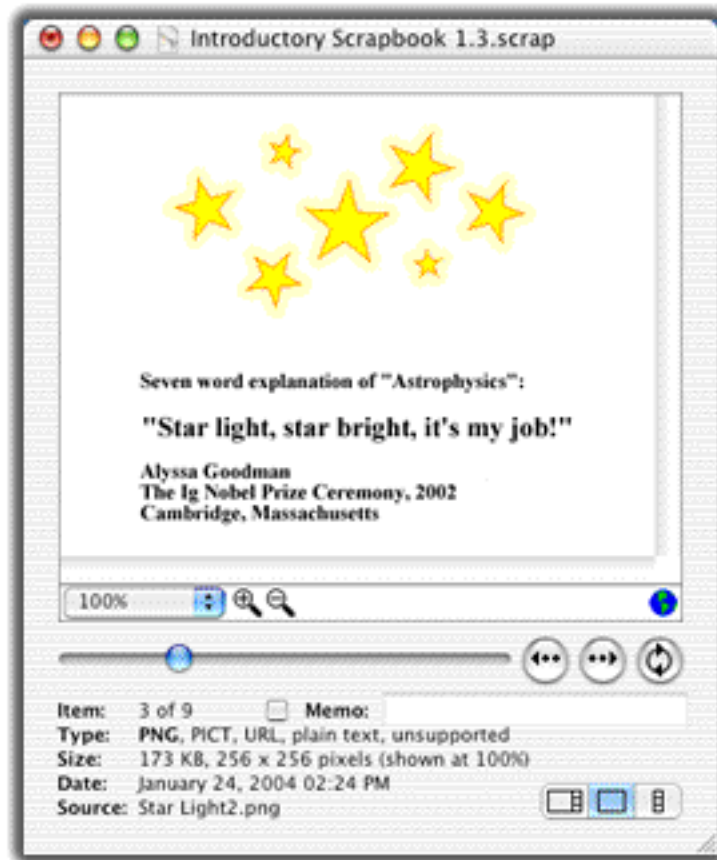 Introductory Scrapbook 1.3.scrap
Seven word explanation of "Astrophysics":
"Star light, star bright, it's my job!"
Alyssa Goodman
The Ig Nobel Prize Ceremony, 2002
Cambridge, Massachusetts
100%
Item: 3 of 9 Memo:
Type: PNG, PICT, URL, plain text, unsupported
Size: 173 KB, 256 x 256 pixels (shown at 100%)
Date: January 24, 2004 02:24 PM
Source: Star Light2.png